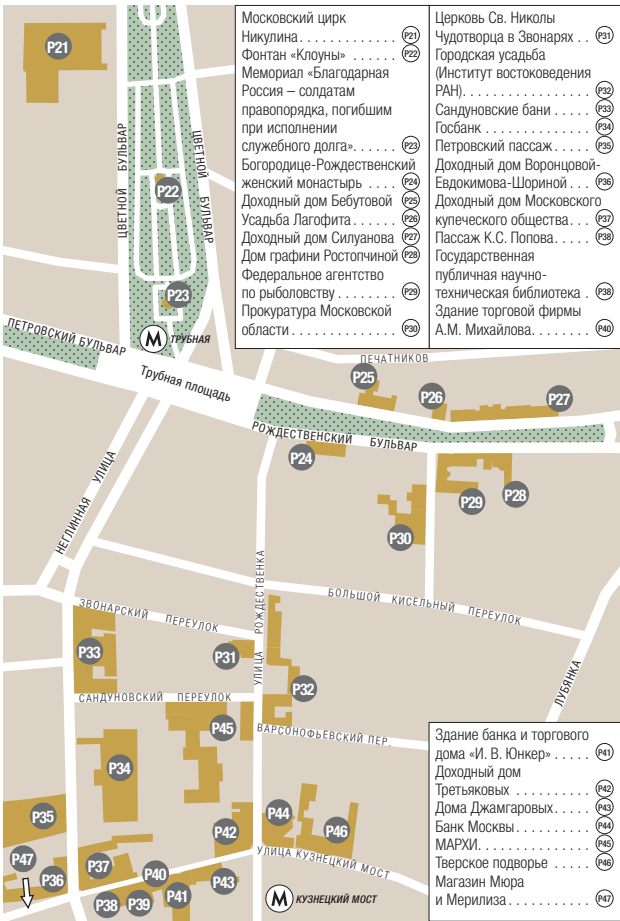 Московский цирк
Никулина . . . . . . . . . . . . . P21
Фонтан «Клоуны» . . . . . . P22
Мемориал «Благодарная
Россия – солдатам
правопорядка, погибшим
при исполнении
служебного долга» . . . . . . P23
Богородице-Рождественский
женский монастырь . . . . P24
Доходный дом Бебутовой P25
Усадьба Лагофита . . . . . . P26
Доходный дом Силуанова P27
Дом графини Ростопчиной P28
Федеральное агентство
по рыболовству . . . . . . . . P29
Прокуратура Московской
области . . . . . . . . . . . . . . P30
Церковь Св. Николы
Чудотворца в Звонарях . . P31
Городская усадьба
(Институт востоковедения
РАН). . . . . . . . . . . . . . . . . P32
Сандуновские бани . . . . . P33
Госбанк . . . . . . . . . . . . . . P34
Петровский пассаж . . . . . P35
Доходный дом Воронцовой-
Евдокимова-Шориной . . . P36
Доходный дом Московского
купеческого общества. . . P37
Пассаж К.С. Попова. . . . . P38
Государственная
публичная научно-
техническая библиотека . P38
Здание торговой фирмы
А.М. Михайлова. . . . . . . . P40
P21
ЦВЕТНОЙ БУЛЬВАР
ЦВЕТНОЙ БУЛЬВАР
P22
P23
М ТРУБНАЯ
ПЕТРОВСКИЙ БУЛЬВАР
Трубная площадь
ПЕЧАТНИКОВ
P25
P26
P27
РОЖДЕСТВЕНСКИЙ БУЛЬВАР
P24
P29
P28
P30
НЕГЛИННАЯ УЛИЦА
БОЛЬШОЙ КИСЕЛЬНЫЙ ПЕРЕУЛОК
ЗВОНАРСКИЙ ПЕРЕУЛОК
УЛИЦА РОЖДЕСТВЕНКА
P33
P31
P32
ЛУБЯНКА
САНДУНОВСКИЙ ПЕРЕУЛОК
P45
ВАРСОНОФЬЕВСКИЙ ПЕР.
P34
P35
P42
P44
P46
УЛИЦА КУЗНЕЦКИЙ МОСТ
P47
P36
P37
P40
P43
P38
P39
P41
М КУЗНЕЦКИЙ МОСТ
Здание банка и торгового
дома «И. В. Юнкер» . . . . . P41
Доходный дом
Третьяковых . . . . . . . . . . P42
Дома Джамгаровых . . . . . P43
Банк Москвы . . . . . . . . . . P44
МАРХИ. . . . . . . . . . . . . . . P45
Тверское подворье . . . . . P46
Магазин Мюра
и Мерилиза . . . . . . . . . . . P47